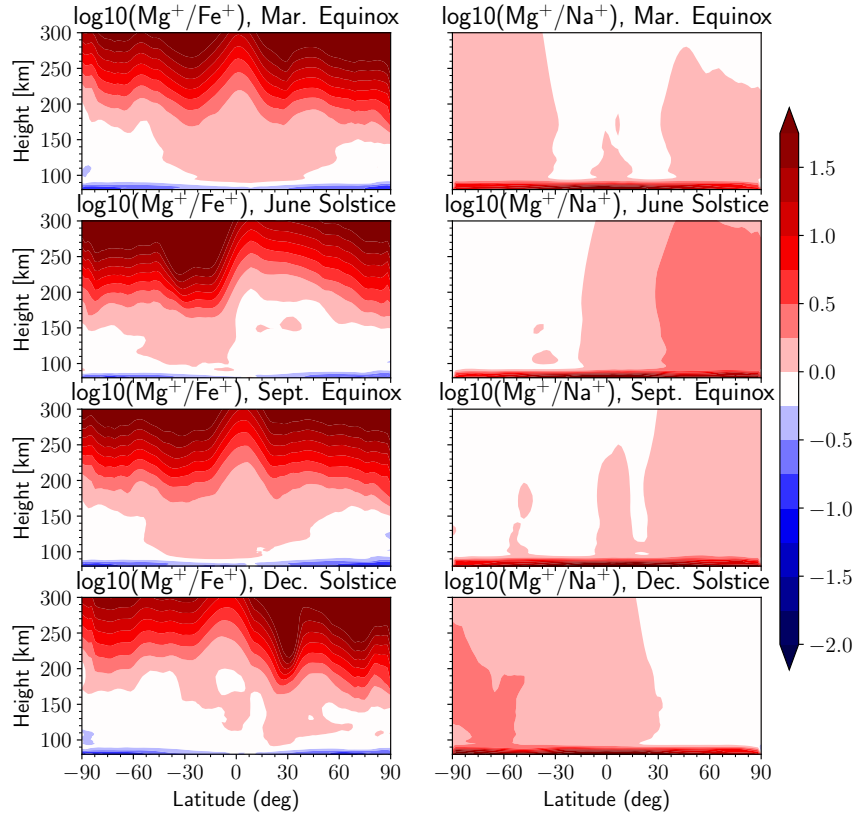 log10(Mg⁺/Fe⁺), Mar. Equinox
log10(Mg⁺/Na⁺), Mar. Equinox
300
250
200
150
100
Height [km]
log10(Mg⁺/Fe⁺), June Solstice
log10(Mg⁺/Na⁺), June Solstice
300
250
200
150
100
Height [km]
log10(Mg⁺/Fe⁺), Sept. Equinox
log10(Mg⁺/Na⁺), Sept. Equinox
300
250
200
150
100
Height [km]
log10(Mg⁺/Fe⁺), Dec. Solstice
log10(Mg⁺/Na⁺), Dec. Solstice
300
250
200
150
100
Height [km]
−90 −60 −30 0 30 60 90
Latitude (deg)
−90 −60 −30 0 30 60 90
Latitude (deg)
1.5
1.0
0.5
0.0
−0.5
−1.0
−1.5
−2.0